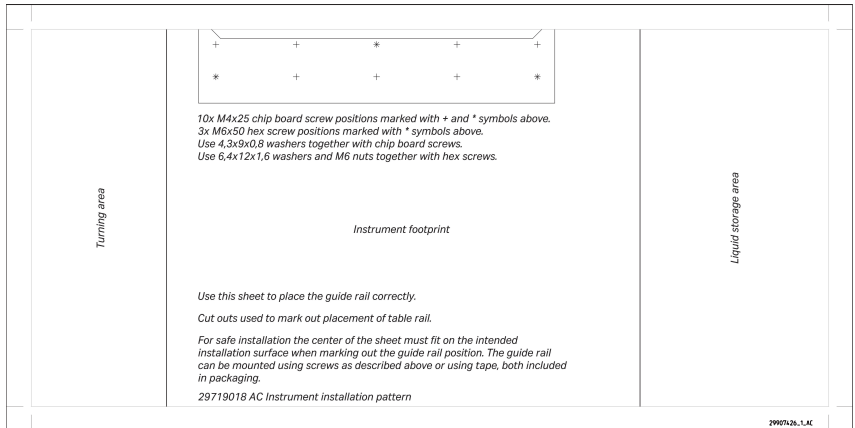 10x M4x25 chip board screw positions marked with + and * symbols above.
3x M6x50 hex screw positions marked with * symbols above.
Use 4,3x9x0,8 washers together with chip board screws.
Use 6,4x12x1,6 washers and M6 nuts together with hex screws.
Turning area
Instrument footprint
Liquid storage area
Use this sheet to place the guide rail correctly.
Cut outs used to mark out placement of table rail.
For safe installation the center of the sheet must fit on the intended
installation surface when marking out the guide rail position. The guide rail
can be mounted using screws as described above or using tape, both included
in packaging.
29719018 AC Instrument installation pattern
29907426_1_AC